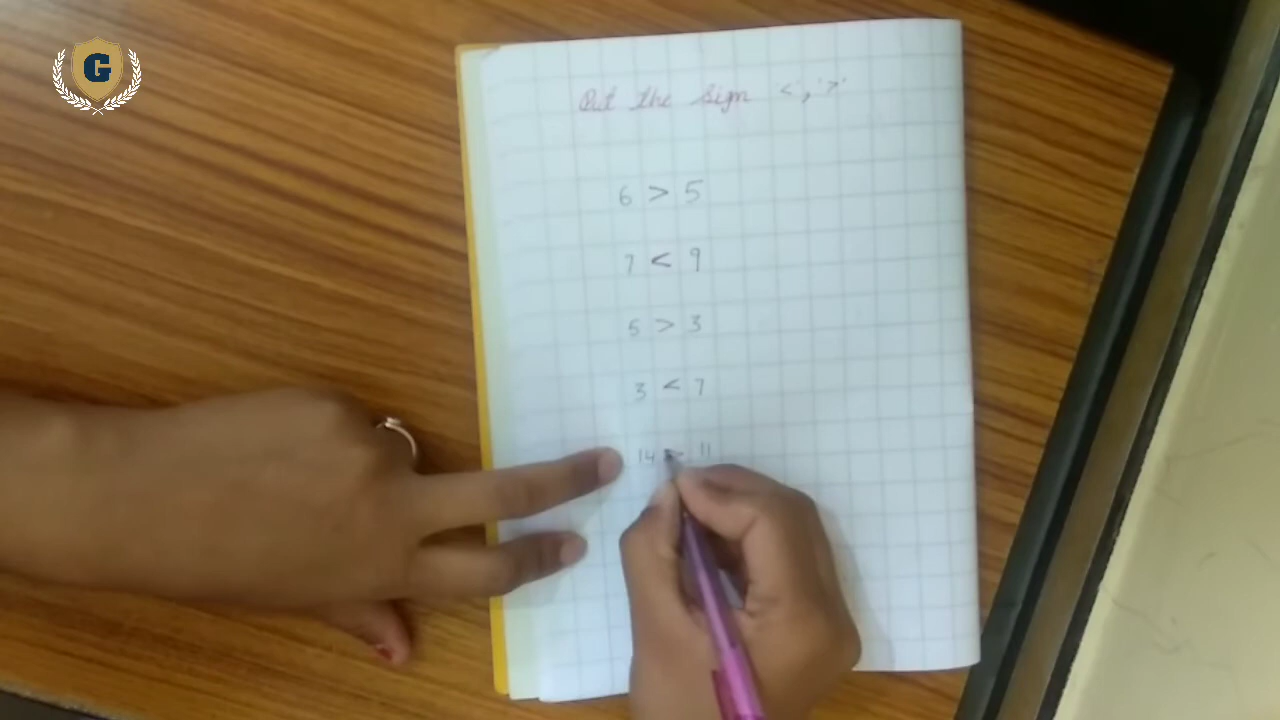 G
Put the sign <, '>'
6 > 5
7 < 9
5 > 3
3 < 7
14 > 11